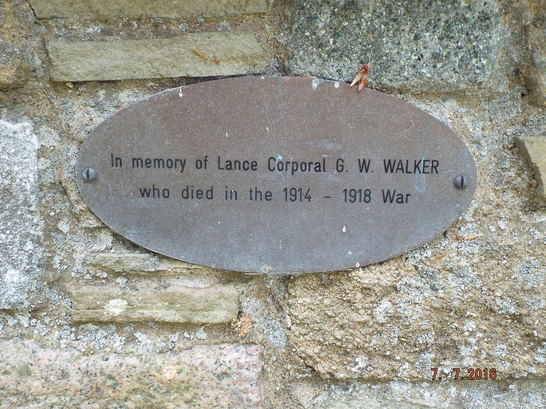 In memory of Lance Corporal G. W. WALKER
who died in the 1914 - 1918 War
7. 7.2016